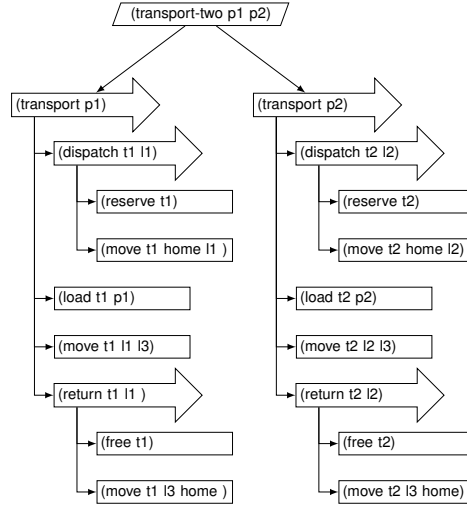 (transport-two p1 p2)
(transport p1)
(dispatch t1 l1)
(reserve t1)
(move t1 home l1 )
(load t1 p1)
(move t1 l1 l3)
(return t1 l1 )
(free t1)
(move t1 l3 home )
(transport p2)
(dispatch t2 l2)
(reserve t2)
(move t2 home l2)
(load t2 p2)
(move t2 l2 l3)
(return t2 l2)
(free t2)
(move t2 l3 home)